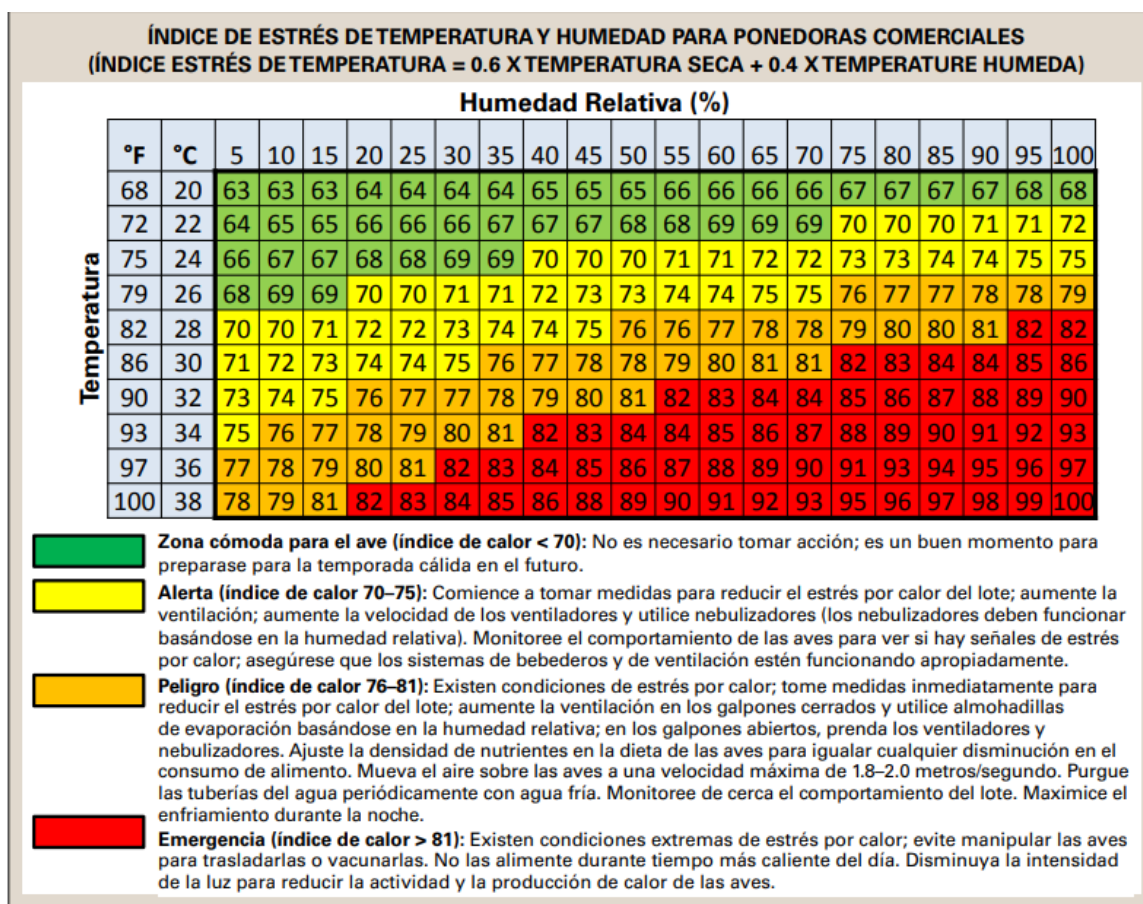 ÍNDICE DE ESTRÉS DE TEMPERATURA Y HUMEDAD PARA PONEDORAS COMERCIALES
(ÍNDICE ESTRÉS DE TEMPERATURA = 0.6 X TEMPERATURA SECA + 0.4 X TEMPERATURE HUMEDA)
Humedad Relativa (%)
Temperatura
°F °C 5 10 15 20 25 30 35 40 45 50 55 60 65 70 75 80 85 90 95 100
68 20 63 63 63 64 64 64 64 65 65 65 66 66 66 66 67 67 67 67 68 68
72 22 64 65 65 66 66 66 67 67 67 68 68 69 69 69 70 70 70 71 71 72
75 24 66 67 67 68 68 69 69 70 70 70 71 71 72 72 73 73 74 74 75 75
79 26 68 69 69 70 70 71 71 72 73 73 74 74 75 75 76 77 77 78 78 79
82 28 70 70 71 72 72 73 74 74 75 76 76 77 78 78 79 80 80 81 82 82
86 30 71 72 73 74 74 75 76 77 78 78 79 80 81 81 82 83 84 84 85 86
90 32 73 74 75 76 77 77 78 79 80 81 82 83 84 84 85 86 87 88 89 90
93 34 75 76 77 78 79 80 81 82 83 84 84 85 86 87 88 89 90 91 92 93
97 36 77 78 79 80 81 82 83 84 85 86 87 88 89 90 91 93 94 95 96 97
100 38 78 79 81 82 83 84 85 86 88 89 90 91 92 93 95 96 97 98 99 100
Zona cómoda para el ave (índice de calor < 70): No es necesario tomar acción; es un buen momento para
preparase para la temporada cálida en el futuro.
Alerta (índice de calor 70–75): Comience a tomar medidas para reducir el estrés por calor del lote; aumente la
ventilación; aumente la velocidad de los ventiladores y utilice nebulizadores (los nebulizadores deben funcionar
basándose en la humedad relativa). Monitoree el comportamiento de las aves para ver si hay señales de estrés
por calor; asegúrese que los sistemas de bebederos y de ventilación estén funcionando apropiadamente.
Peligro (índice de calor 76–81): Existen condiciones de estrés por calor; tome medidas inmediatamente para
reducir el estrés por calor del lote; aumente la ventilación en los galpones cerrados y utilice almohadillas
de evaporación basándose en la humedad relativa; en los galpones abiertos, prenda los ventiladores y
nebulizadores. Ajuste la densidad de nutrientes en la dieta de las aves para igualar cualquier disminución en el
consumo de alimento. Mueva el aire sobre las aves a una velocidad máxima de 1.8–2.0 metros/segundo. Purgue
las tuberías del agua periódicamente con agua fría. Monitoree de cerca el comportamiento del lote. Maximice el
enfriamiento durante la noche.
Emergencia (índice de calor > 81): Existen condiciones extremas de estrés por calor; evite manipular las aves
para trasladarlas o vacunarlas. No las alimente durante tiempo más caliente del día. Disminuya la intensidad
de la luz para reducir la actividad y la producción de calor de las aves.